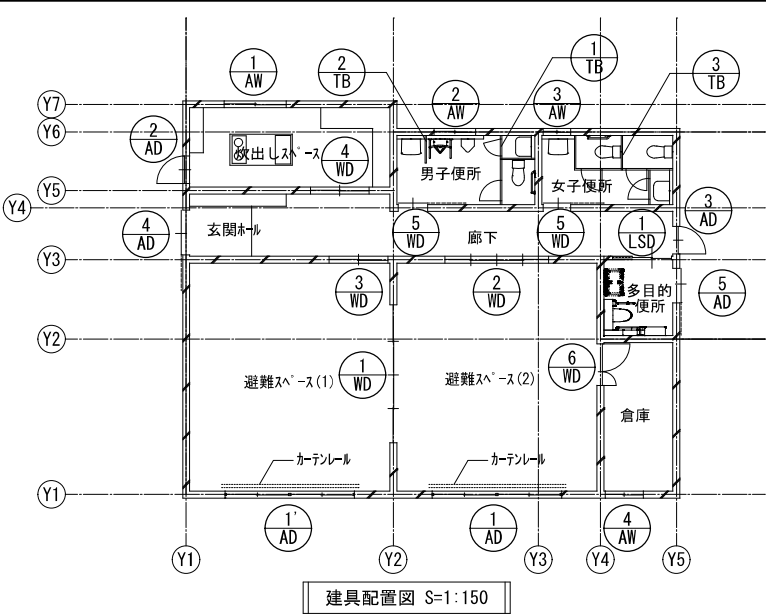 1
AW
2
TB
1
TB
3
TB
Y7
Y6
2
AD
2
AW
3
AW
炊出しスペース
4
WD
男子便所
女子便所
Y5
Y4
4
AD
玄関ホール
5
WD
廊下
5
WD
1
LSD
3
AD
Y3
3
WD
2
WD
多目的
便所
5
AD
Y2
避難スペース(1)
1
WD
避難スペース(2)
6
WD
倉庫
カーテンレール
カーテンレール
Y1
1'
AD
1
AD
4
AW
Y1
Y2
Y3
Y4
Y5
建具配置図 S=1:150